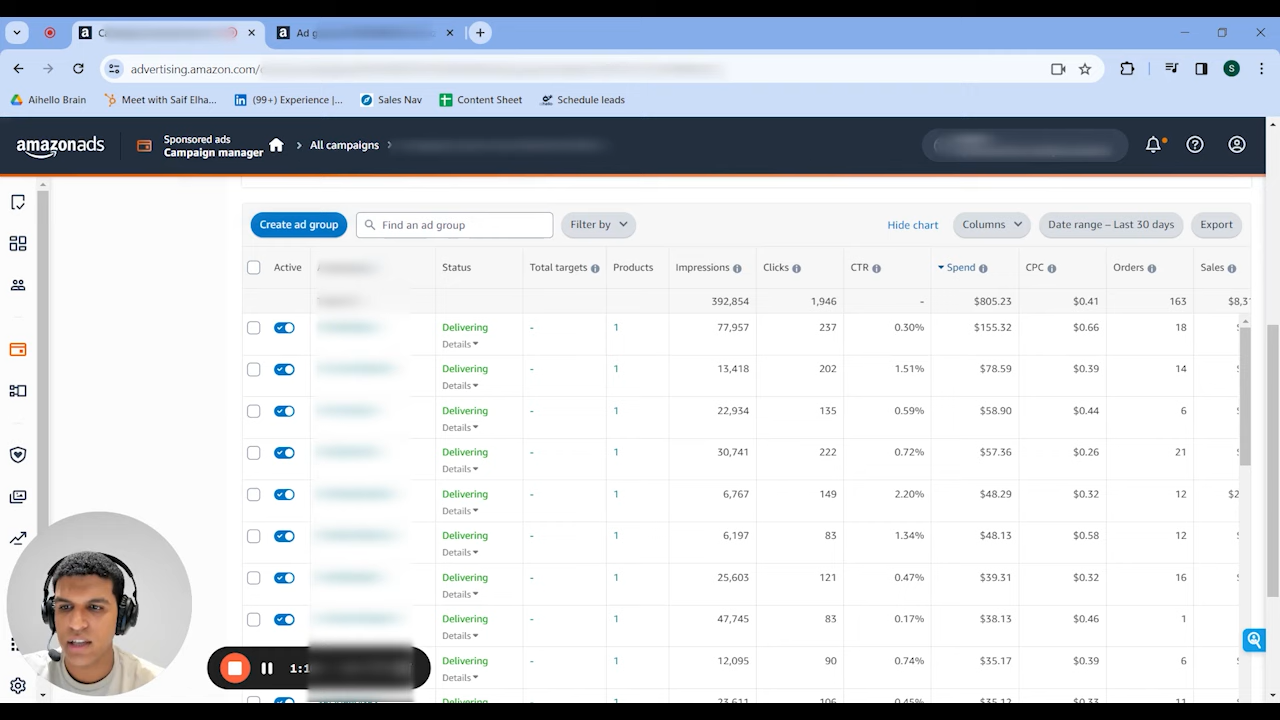 Ad g
advertising.amazon.com/
Aihello Brain
Meet with Saif Elha...
(99+) Experience |...
Sales Nav
Content Sheet
Schedule leads
amazonads
Sponsored ads
Campaign manager
All campaigns
Create ad group
Find an ad group
Filter by
Hide chart
Columns
Date range – Last 30 days
Export
Active Status Total targets Products Impressions Clicks CTR Spend CPC Orders Sales
392,854 1,946 - $805.23 $0.41 163 $8,3
Delivering - 1 77,957 237 0.30% $155.32 $0.66 18
Details
Delivering - 1 13,418 202 1.51% $78.59 $0.39 14
Details
Delivering - 1 22,934 135 0.59% $58.90 $0.44 6
Details
Delivering - 1 30,741 222 0.72% $57.36 $0.26 21
Details
Delivering - 1 6,767 149 2.20% $48.29 $0.32 12 $2
Details
Delivering - 1 6,197 83 1.34% $48.13 $0.58 12
Details
Delivering - 1 25,603 121 0.47% $39.31 $0.32 16
Details
Delivering - 1 47,745 83 0.17% $38.13 $0.46 1
Details
Delivering - 1 12,095 90 0.74% $35.17 $0.39 6
Details